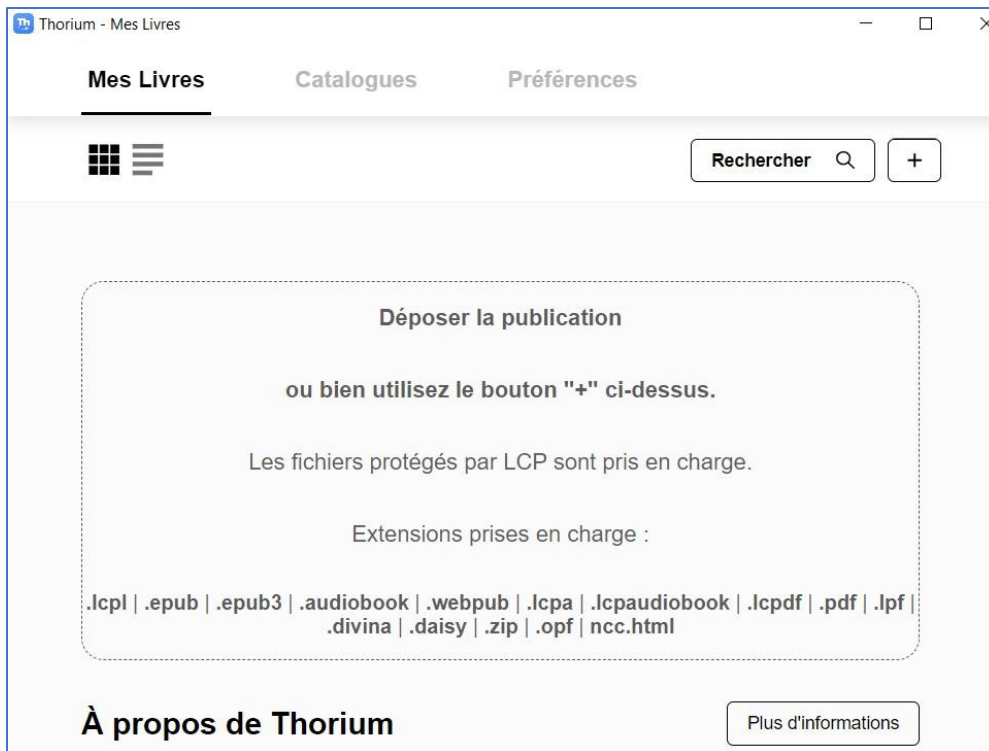 Th Thorium - Mes Livres
Mes Livres Catalogues Préférences
Rechercher +
Déposer la publication
ou bien utilisez le bouton "+" ci-dessus.
Les fichiers protégés par LCP sont pris en charge.
Extensions prises en charge :
.lcpl | .epub | .epub3 | .audiobook | .webpub | .lcpa | .lcpaudiobook | .lcpdf | .pdf | .lpf |
.divina | .daisy | .zip | .opf | ncc.html
À propos de Thorium Plus d'informations